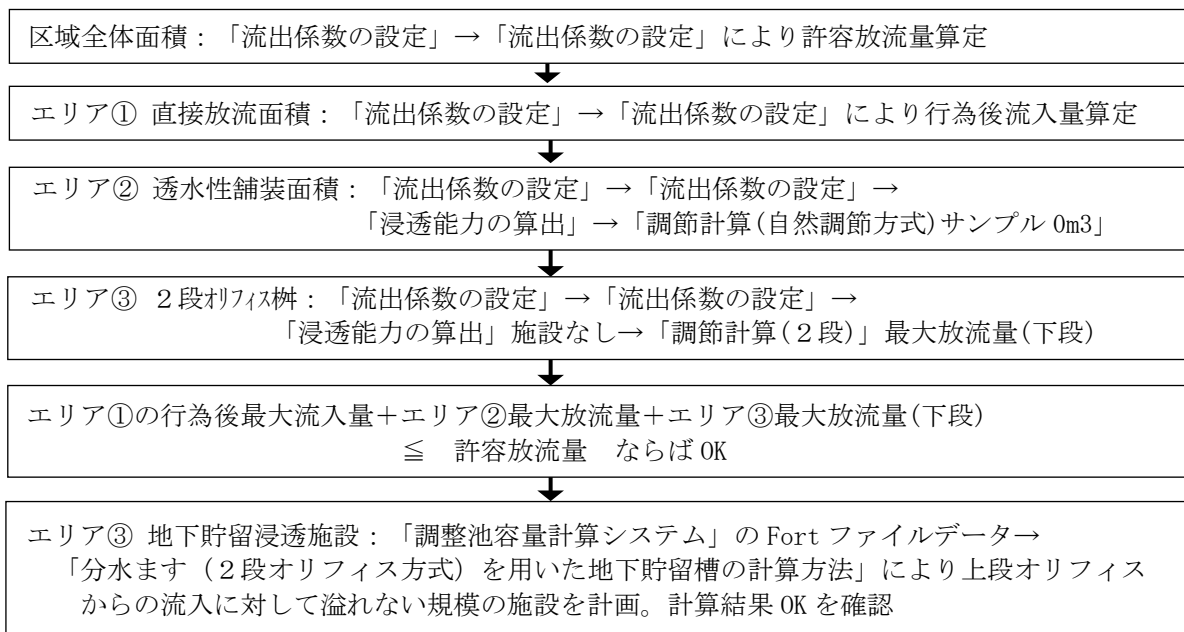 区域全体面積：「流出係数の設定」→「流出係数の設定」により許容放流量算定
エリア① 直接放流面積：「流出係数の設定」→「流出係数の設定」により行為後流入量算定
エリア② 透水性舗装面積：「流出係数の設定」→「流出係数の設定」→
「浸透能力の算出」→「調節計算(自然調節方式)サンプル 0m3」
エリア③ ２段ｵﾘﾌｨｽ桝：「流出係数の設定」→「流出係数の設定」→
「浸透能力の算出」施設なし→「調節計算(２段)」最大放流量(下段)
エリア①の行為後最大流入量＋エリア②最大放流量＋エリア③最大放流量(下段)
≦ 許容放流量 ならば OK
エリア③ 地下貯留浸透施設：「調整池容量計算システム」の Fort ファイルデータ→
「分水ます（２段オリフィス方式）を用いた地下貯留槽の計算方法」により上段オリフィス
からの流入に対して溢れない規模の施設を計画。計算結果 OK を確認